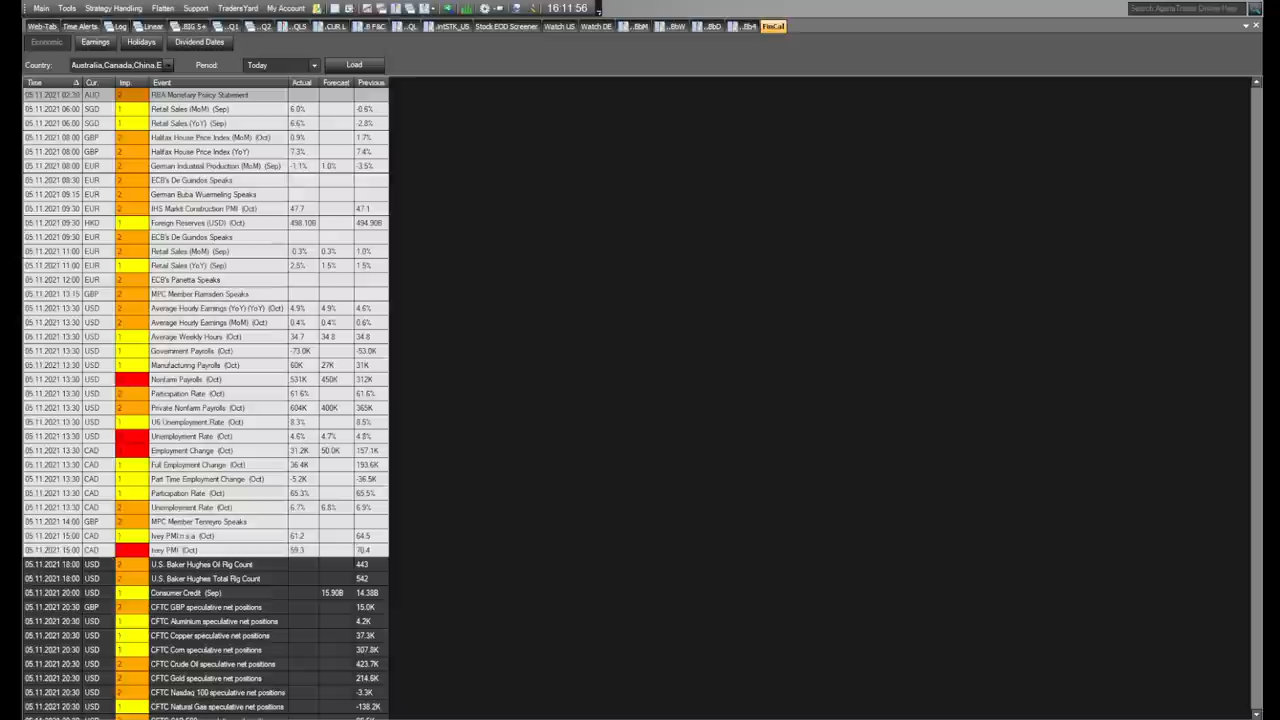 Main Tools Strategy Handling Flatten Support TradersYard My Account 16:11:56
Web-Tab Time Alerts Log Linear .BIG 5+ ..Q1 ..Q2 ..QLS .CUR L .B F&C ..QL .IntSTK_US Stock EOD Screener Watch US Watch DE ..BbM ..BbW ..BbD ..Bb4 FinCal
Economic Earnings Holidays Dividend Dates
Country: Australia,Canada,China,E Period: Today Load
Time Cur. Imp. Event Actual Forecast Previous
05.11.2021 02:30 AUD 2 RBA Monetary Policy Statement
05.11.2021 06:00 SGD 1 Retail Sales (MoM) (Sep) 6.0% -0.6%
05.11.2021 06:00 SGD 1 Retail Sales (YoY) (Sep) 6.6% -2.8%
05.11.2021 08:00 GBP 2 Halifax House Price Index (MoM) (Oct) 0.9% 1.7%
05.11.2021 08:00 GBP 2 Halifax House Price Index (YoY) 7.3% 7.4%
05.11.2021 08:00 EUR 2 German Industrial Production (MoM) (Sep) -1.1% 1.0% -3.5%
05.11.2021 08:30 EUR 2 ECB's De Guindos Speaks
05.11.2021 09:15 EUR 2 German Buba Wuermeling Speaks
05.11.2021 09:30 EUR 2 IHS Markit Construction PMI (Oct) 47.7 47.1
05.11.2021 09:30 HKD 1 Foreign Reserves (USD) (Oct) 498.10B 494.90B
05.11.2021 09:30 EUR 2 ECB's De Guindos Speaks
05.11.2021 11:00 EUR 2 Retail Sales (MoM) (Sep) -0.3% 0.3% 1.0%
05.11.2021 11:00 EUR 1 Retail Sales (YoY) (Sep) 2.5% 1.5% 1.5%
05.11.2021 12:00 EUR 2 ECB's Panetta Speaks
05.11.2021 13:15 GBP 2 MPC Member Ramsden Speaks
05.11.2021 13:30 USD 2 Average Hourly Earnings (YoY) (YoY) (Oct) 4.9% 4.9% 4.6%
05.11.2021 13:30 USD 2 Average Hourly Earnings (MoM) (Oct) 0.4% 0.4% 0.6%
05.11.2021 13:30 USD 1 Average Weekly Hours (Oct) 34.7 34.8 34.8
05.11.2021 13:30 USD 1 Government Payrolls (Oct) -73.0K -53.0K
05.11.2021 13:30 USD 1 Manufacturing Payrolls (Oct) 60K 27K 31K
05.11.2021 13:30 USD Nonfarm Payrolls (Oct) 531K 450K 312K
05.11.2021 13:30 USD 2 Participation Rate (Oct) 61.6% 61.6%
05.11.2021 13:30 USD 2 Private Nonfarm Payrolls (Oct) 604K 400K 365K
05.11.2021 13:30 USD 1 U6 Unemployment Rate (Oct) 8.3% 8.5%
05.11.2021 13:30 USD Unemployment Rate (Oct) 4.6% 4.7% 4.8%
05.11.2021 13:30 CAD Employment Change (Oct) 31.2K 50.0K 157.1K
05.11.2021 13:30 CAD 1 Full Employment Change (Oct) 36.4K 193.6K
05.11.2021 13:30 CAD 1 Part Time Employment Change (Oct) -5.2K -36.5K
05.11.2021 13:30 CAD 1 Participation Rate (Oct) 65.3% 65.5%
05.11.2021 13:30 CAD 2 Unemployment Rate (Oct) 6.7% 6.8% 6.9%
05.11.2021 14:00 GBP 2 MPC Member Tenreyro Speaks
05.11.2021 15:00 CAD 1 Ivey PMI n.s.a (Oct) 61.2 64.5
05.11.2021 15:00 CAD Ivey PMI (Oct) 59.3 70.4
05.11.2021 18:00 USD 2 U.S. Baker Hughes Oil Rig Count 443
05.11.2021 18:00 USD 2 U.S. Baker Hughes Total Rig Count 542
05.11.2021 20:00 USD 1 Consumer Credit (Sep) 15.90B 14.38B
05.11.2021 20:30 GBP 2 CFTC GBP speculative net positions 15.0K
05.11.2021 20:30 USD 1 CFTC Aluminium speculative net positions 4.2K
05.11.2021 20:30 USD 1 CFTC Copper speculative net positions 37.3K
05.11.2021 20:30 USD 1 CFTC Corn speculative net positions 307.8K
05.11.2021 20:30 USD 2 CFTC Crude Oil speculative net positions 423.7K
05.11.2021 20:30 USD 2 CFTC Gold speculative net positions 214.6K
05.11.2021 20:30 USD 2 CFTC Nasdaq 100 speculative net positions -3.3K
05.11.2021 20:30 USD 1 CFTC Natural Gas speculative net positions -138.2K